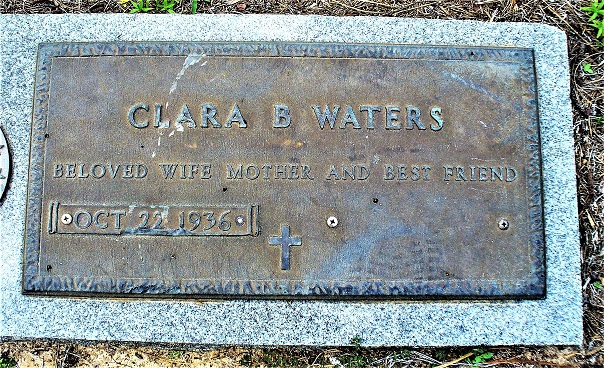 CLARA B WATERS
BELOVED WIFE MOTHER AND BEST FRIEND
OCT 22 1936